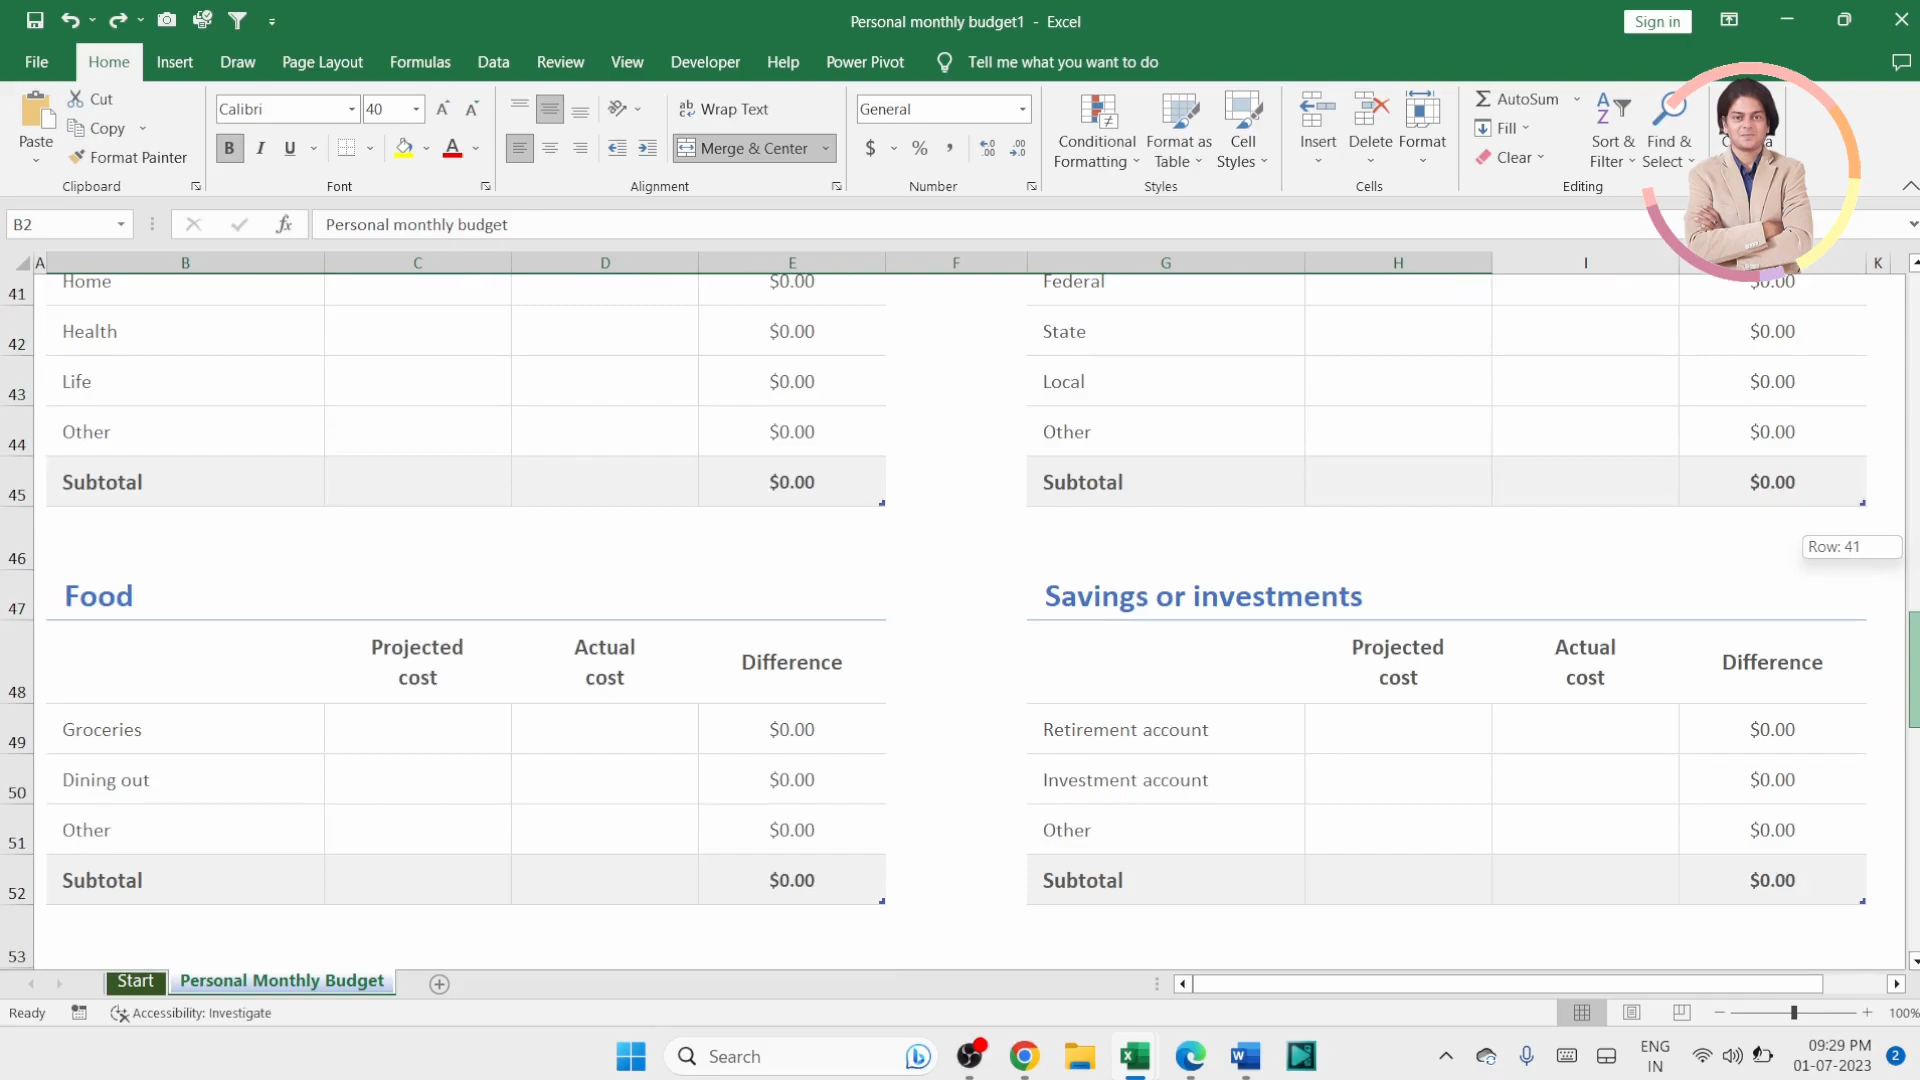 Personal monthly budget1 - Excel
Sign in
File Home Insert Draw Page Layout Formulas Data Review View Developer Help Power Pivot Tell me what you want to do
Paste
Cut
Copy
Format Painter
Clipboard
Calibri 40
B I U
Font
Wrap Text
Merge & Center
Alignment
General
$ % ,
Number
Conditional Formatting
Format as Table
Cell Styles
Styles
Insert Delete Format
Cells
AutoSum
Fill
Clear
Sort & Filter
Find & Select
Editing
B2 fx Personal monthly budget
A B C D E F G H I K
41 Home $0.00 Federal $0.00
42 Health $0.00 State $0.00
43 Life $0.00 Local $0.00
44 Other $0.00 Other $0.00
45 Subtotal $0.00 Subtotal $0.00
Row: 41
46
47 Food Savings or investments
48 Projected cost Actual cost Difference Projected cost Actual cost Difference
49 Groceries $0.00 Retirement account $0.00
50 Dining out $0.00 Investment account $0.00
51 Other $0.00 Other $0.00
52 Subtotal $0.00 Subtotal $0.00
53
Start Personal Monthly Budget
Ready Accessibility: Investigate 100%
Search
ENG
IN
09:29 PM
01-07-2023
2